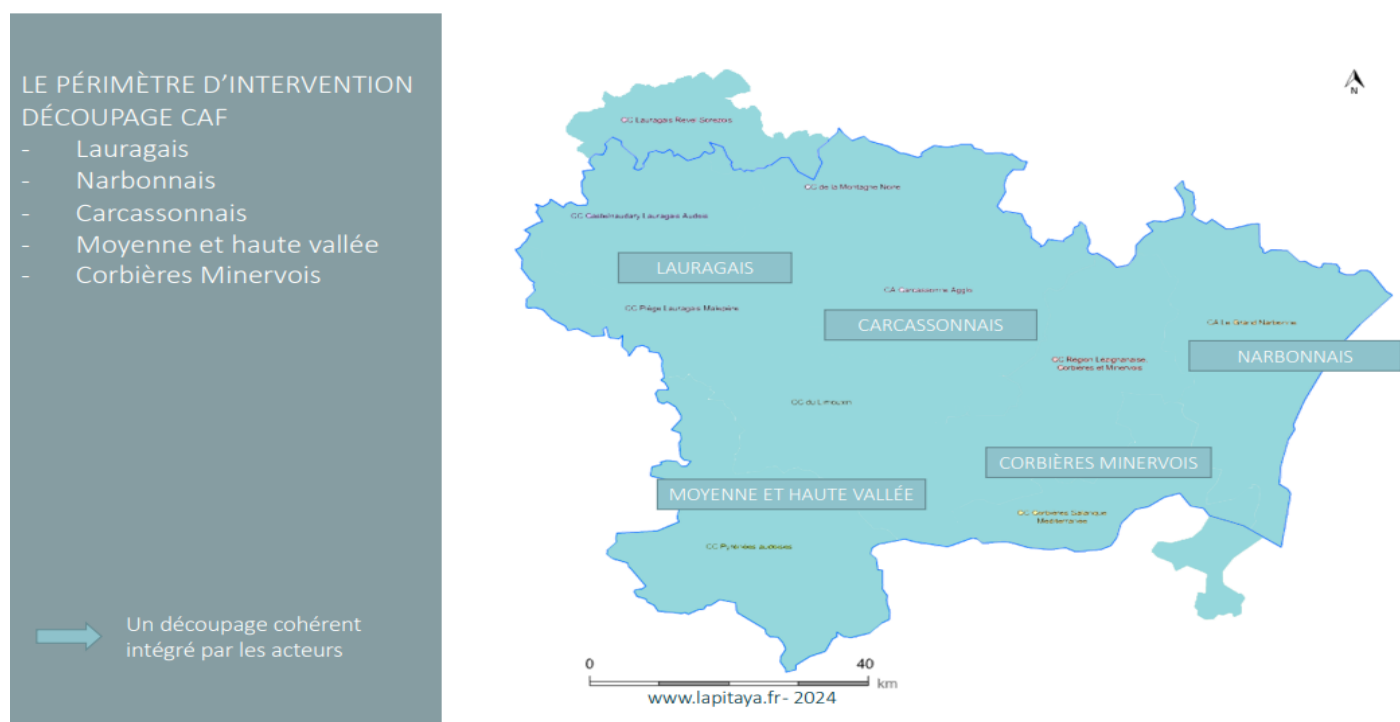 LE PÉRIMÈTRE D'INTERVENTION
DÉCOUPAGE CAF
- Lauragais
- Narbonnais
- Carcassonnais
- Moyenne et haute vallée
- Corbières Minervois
Un découpage cohérent
intégré par les acteurs
N
CC Lauragais Revel Sorezois
CC de la Montagne Noire
CC Castelnaudary Lauragais Audois
LAURAGAIS
CA Carcassonne Agglo
CC Piège Lauragais Malepère
CARCASSONNAIS
CA Le Grand Narbonne
NARBONNAIS
CC Région Lézignanaise
Corbières et Minervois
CC du Limouxin
CORBIÈRES MINERVOIS
MOYENNE ET HAUTE VALLÉE
CC Corbières Salanque
Méditerranée
CC Pyrénées audoises
0 40
km
www.lapitaya.fr- 2024